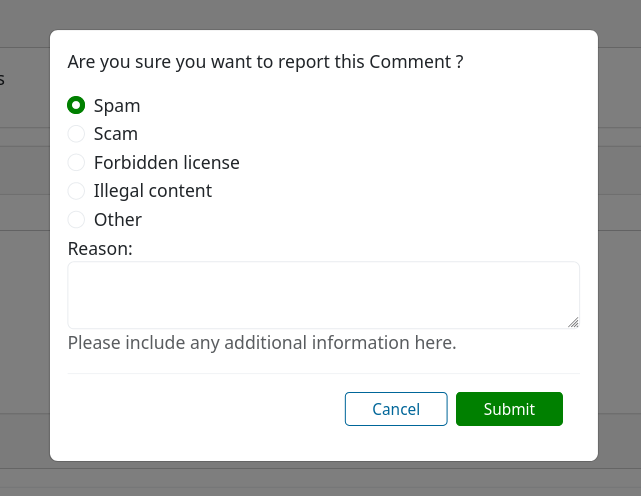 Are you sure you want to report this Comment ?
s
Spam
Scam
Forbidden license
Illegal content
Other
Reason:
Please include any additional information here.
Cancel
Submit